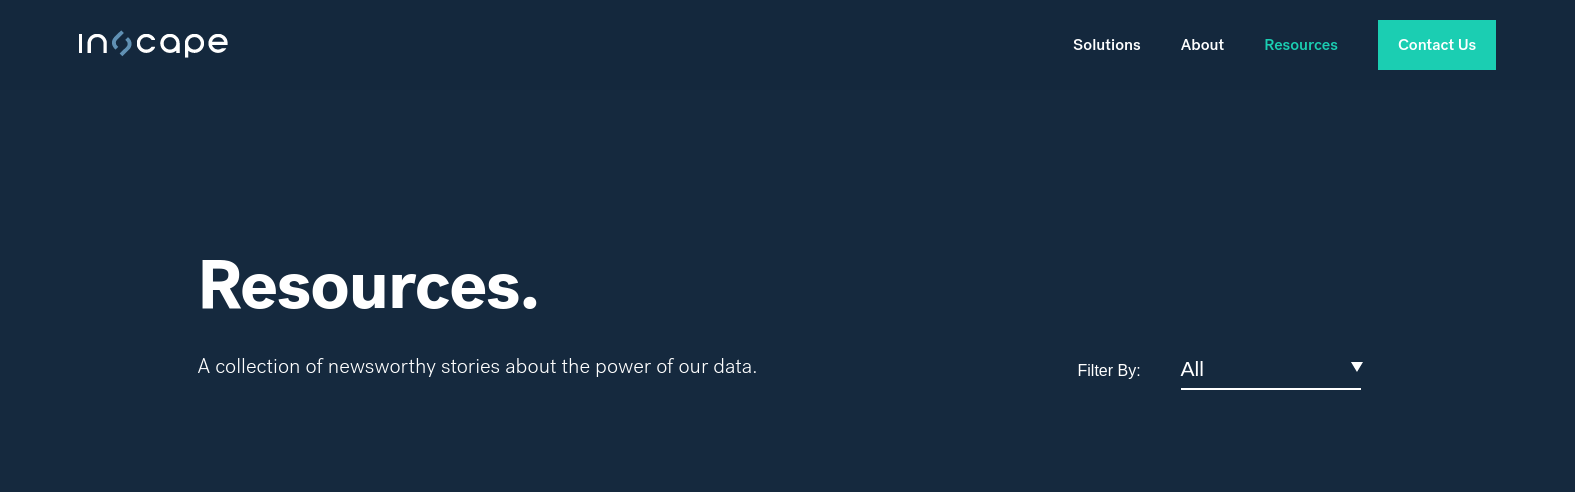 inscape
Solutions
About
Resources
Contact Us
Resources.
A collection of newsworthy stories about the power of our data.
Filter By:
All